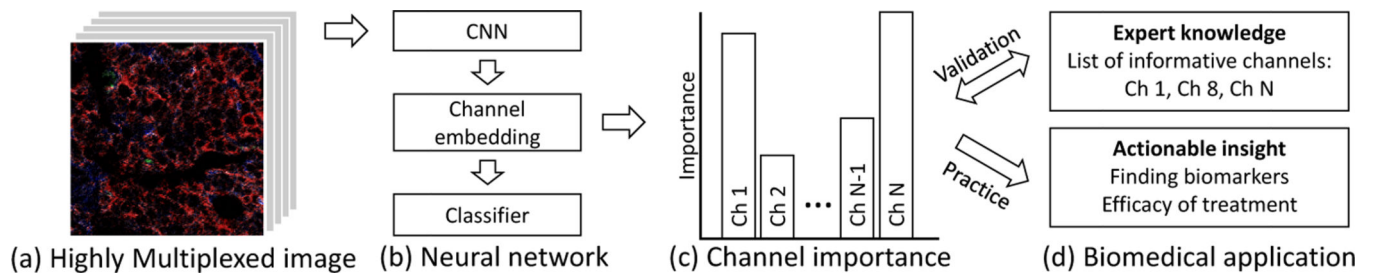 CNN
Channel
embedding
Classifier
Importance
Ch 1
Ch 2
...
Ch N-1
Ch N
Validation
Practice
Expert knowledge
List of informative channels:
Ch 1, Ch 8, Ch N
Actionable insight
Finding biomarkers
Efficacy of treatment
(a) Highly Multiplexed image
(b) Neural network
(c) Channel importance
(d) Biomedical application